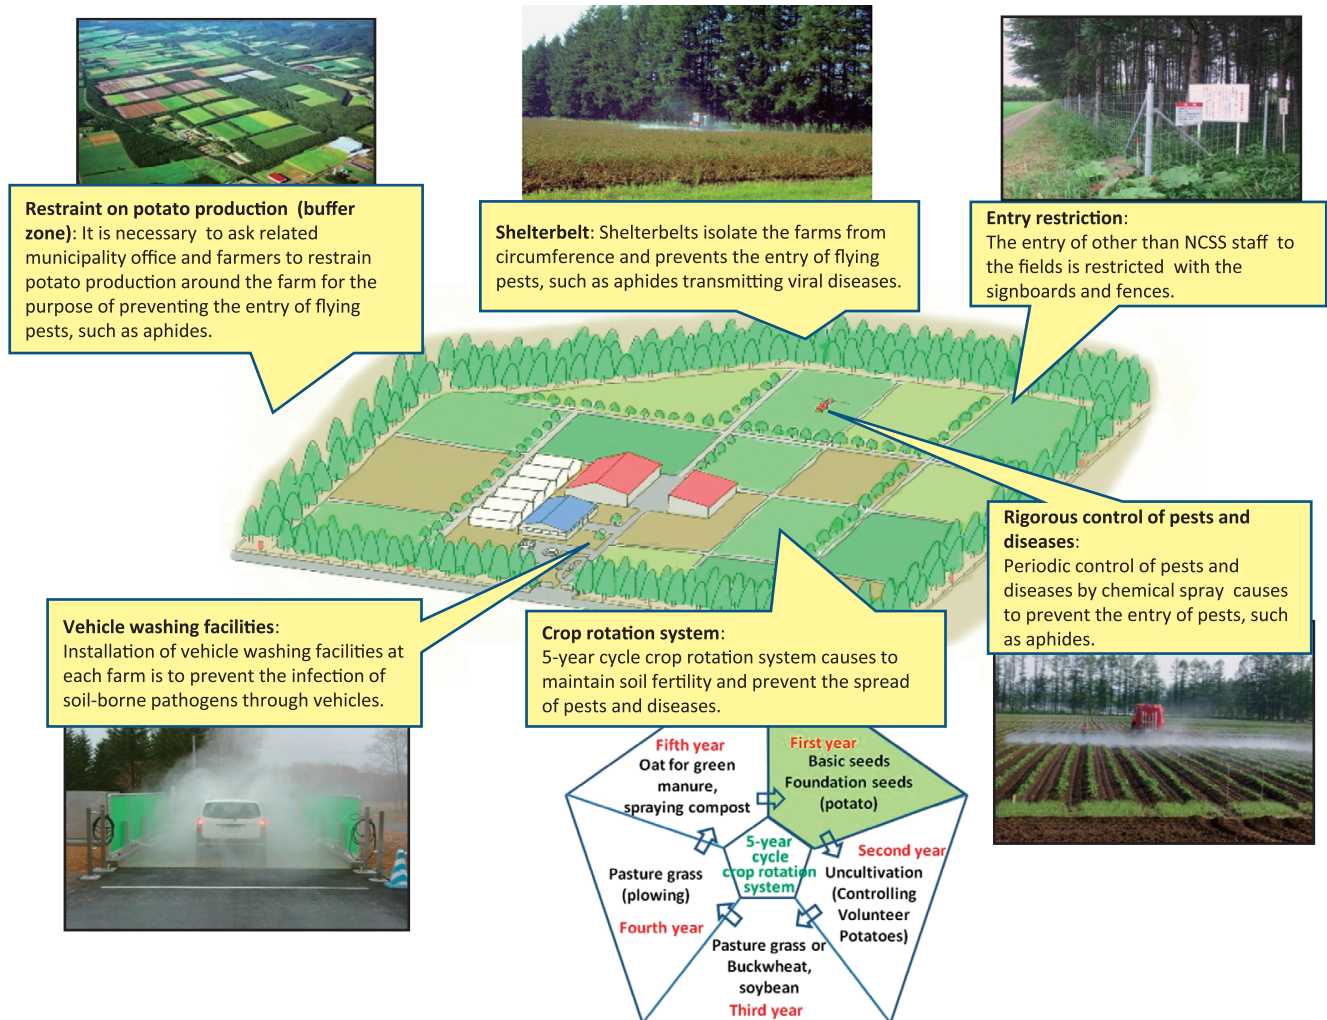 Restraint on potato production (buffer
zone): It is necessary to ask related
municipality office and farmers to restrain
potato production around the farm for the
purpose of preventing the entry of flying
pests, such as aphides.
Shelterbelt: Shelterbelts isolate the farms from
circumference and prevents the entry of flying
pests, such as aphides transmitting viral diseases.
Entry restriction:
The entry of other than NCSS staff to
the fields is restricted with the
signboards and fences.
Rigorous control of pests and
diseases:
Periodic control of pests and
diseases by chemical spray causes
to prevent the entry of pests, such
as aphides.
Vehicle washing facilities:
Installation of vehicle washing facilities at
each farm is to prevent the infection of
soil-borne pathogens through vehicles.
Crop rotation system:
5-year cycle crop rotation system causes to
maintain soil fertility and prevent the spread
of pests and diseases.
Fifth year
Oat for green
manure,
spraying compost
First year
Basic seeds
Foundation seeds
(potato)
5-year
cycle
crop rotation
system
Second year
Uncultivation
(Controlling
Volunteer
Potatoes)
Pasture grass
(plowing)
Fourth year
Pasture grass or
Buckwheat,
soybean
Third year